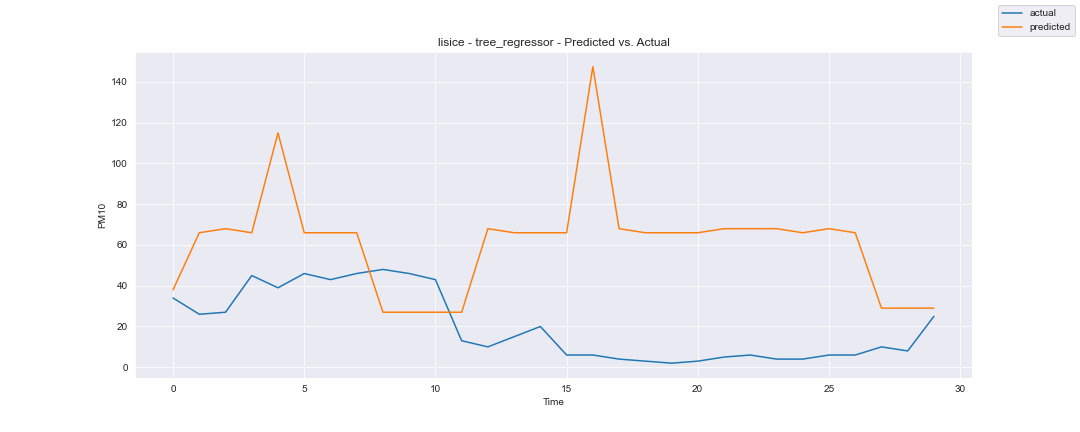 actual
predicted
lisice - tree_regressor - Predicted vs. Actual
140
120
100
80
60
40
20
0
PM10
0 5 10 15 20 25 30
Time